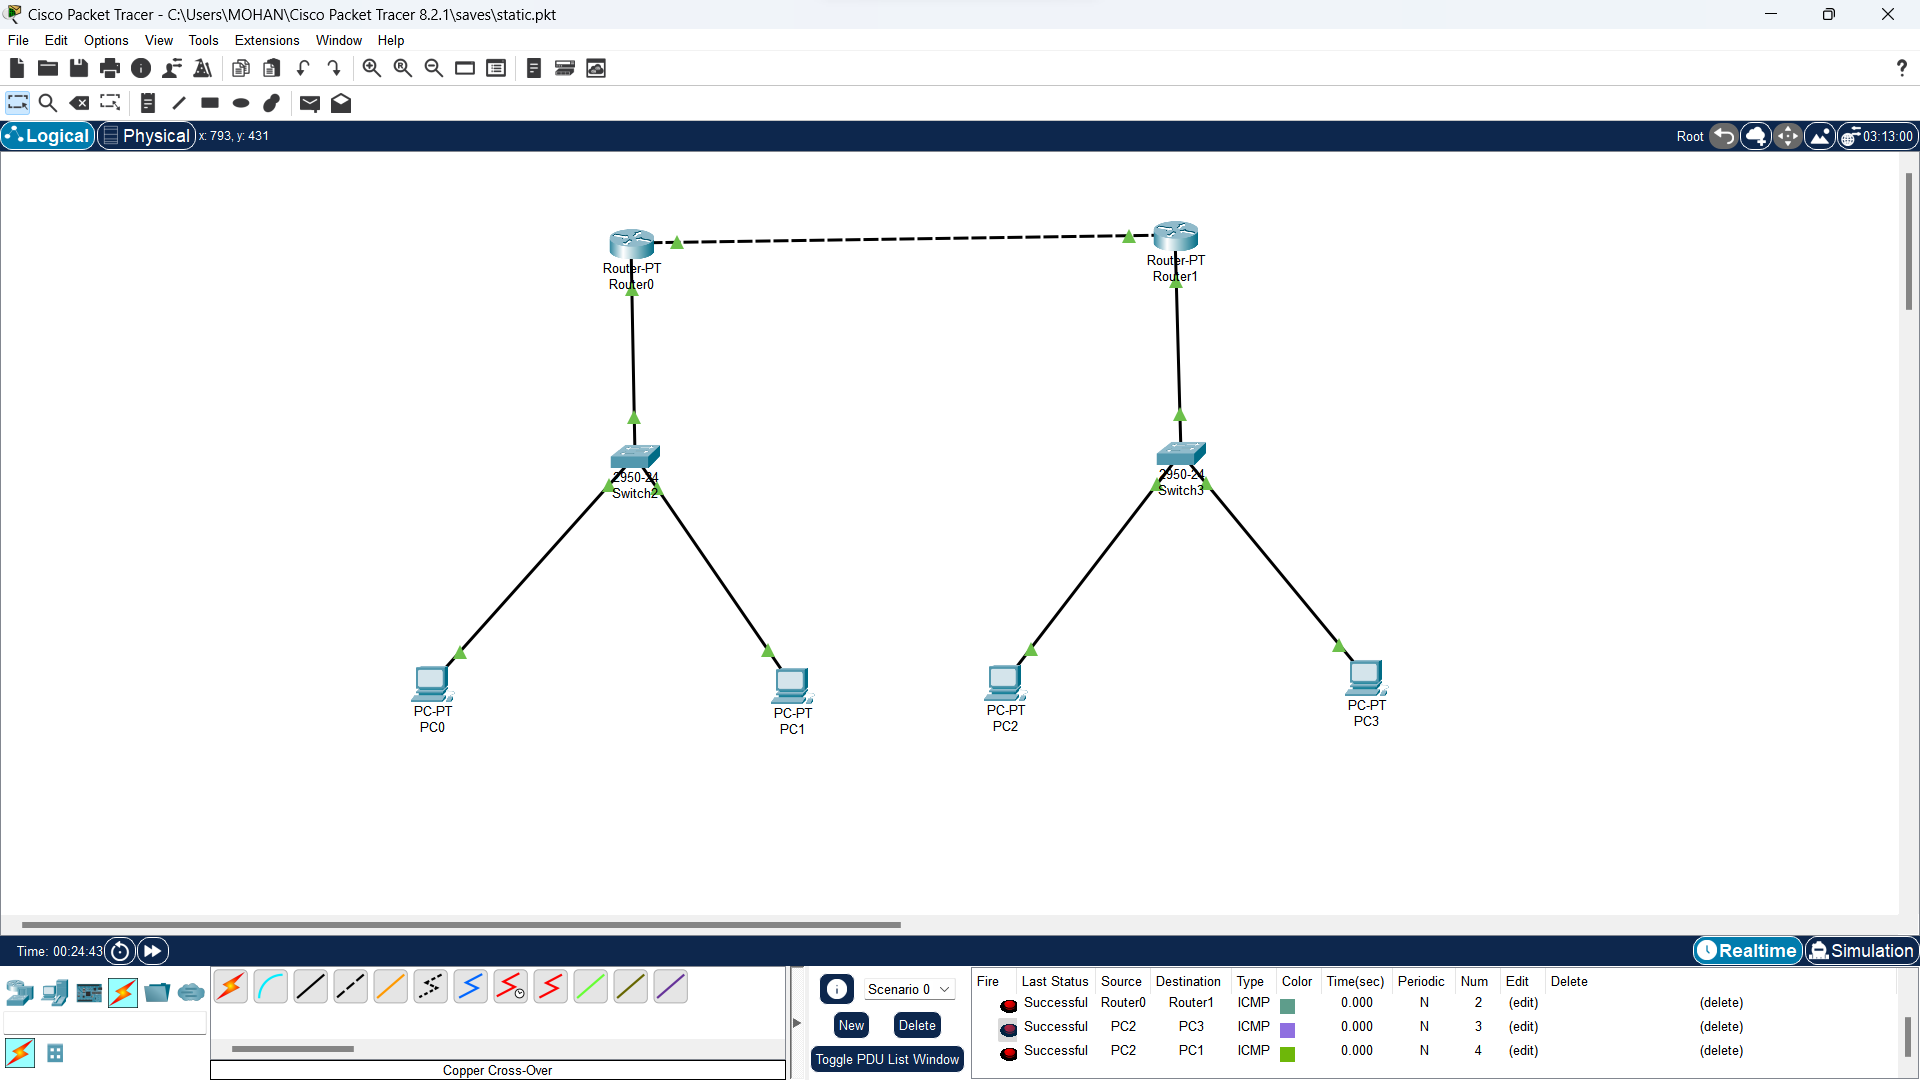 Cisco Packet Tracer - C:\Users\MOHAN\Cisco Packet Tracer 8.2.1\saves\static.pkt
File Edit Options View Tools Extensions Window Help
?
Logical Physical x: 793, y: 431 Root 03:13:00
Router-PT
Router0
Router-PT
Router1
2950-24
Switch2
2950-24
Switch3
PC-PT
PC0
PC-PT
PC1
PC-PT
PC2
PC-PT
PC3
Time: 00:24:43 Realtime Simulation
Scenario 0
New Delete
Toggle PDU List Window
Copper Cross-Over
Fire Last Status Source Destination Type Color Time(sec) Periodic Num Edit Delete
Successful Router0 Router1 ICMP 0.000 N 2 (edit) (delete)
Successful PC2 PC3 ICMP 0.000 N 3 (edit) (delete)
Successful PC2 PC1 ICMP 0.000 N 4 (edit) (delete)